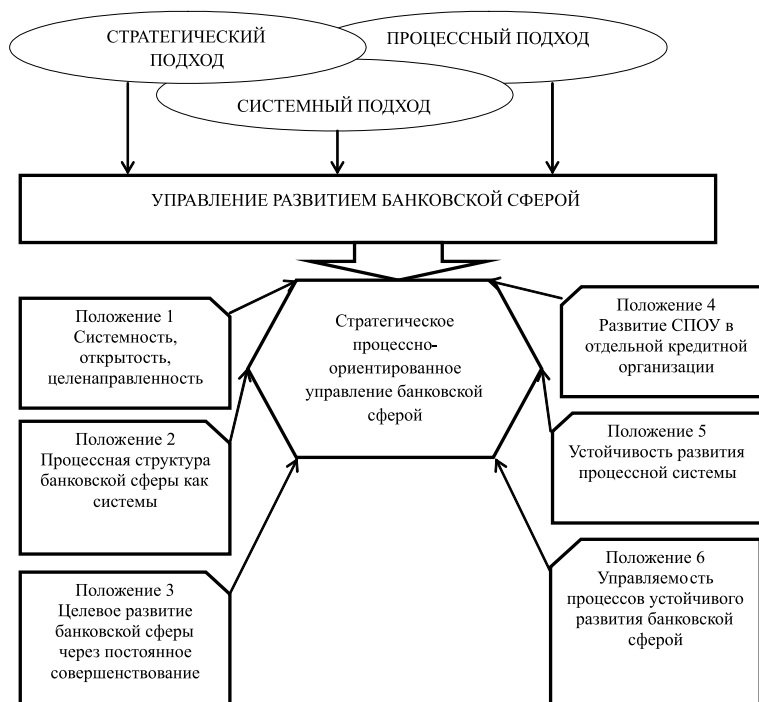 СТРАТЕГИЧЕСКИЙ
ПОДХОД
ПРОЦЕССНЫЙ ПОДХОД
СИСТЕМНЫЙ ПОДХОД
УПРАВЛЕНИЕ РАЗВИТИЕМ БАНКОВСКОЙ СФЕРОЙ
Положение 1
Системность,
открытость,
целенаправленность
Положение 2
Процессная структура
банковской сферы как
системы
Положение 3
Целевое развитие
банковской сферы
через постоянное
совершенствование
Стратегическое
процессно-
ориентированное
управление банковской
сферой
Положение 4
Развитие СПОУ в
отдельной кредитной
организации
Положение 5
Устойчивость развития
процессной системы
Положение 6
Управляемость
процессов устойчивого
развития банковской
сферой